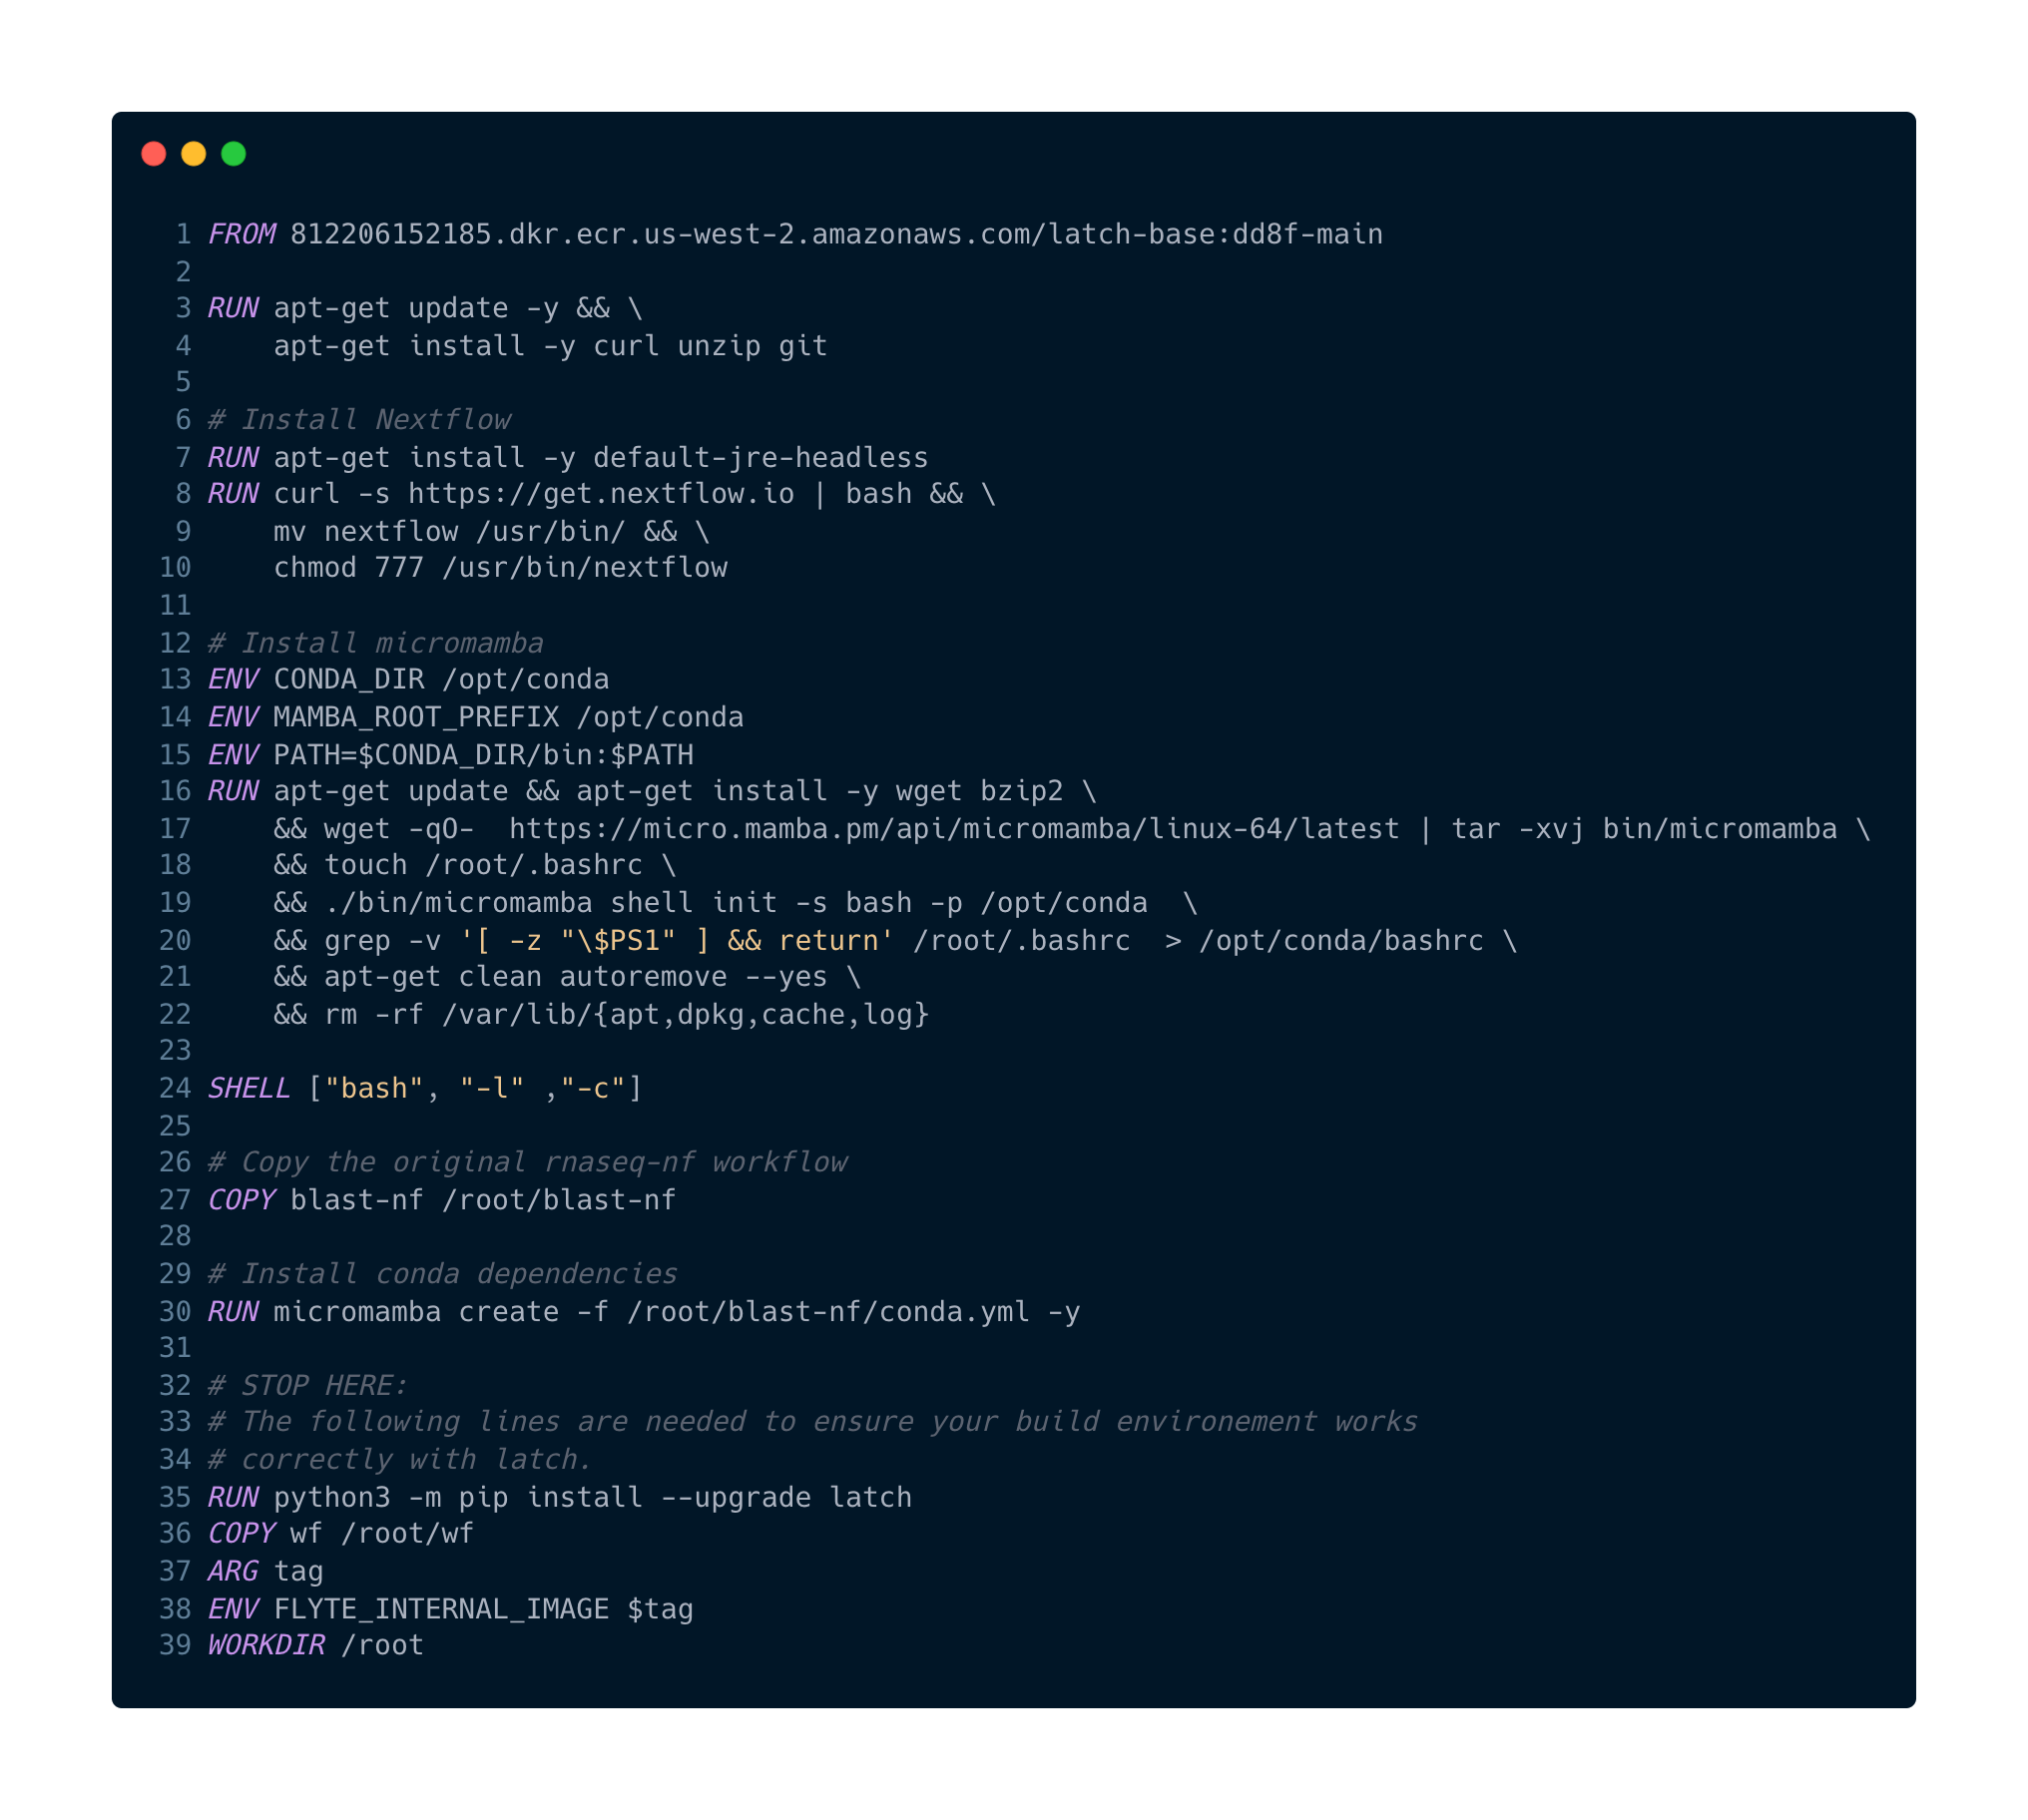 1 FROM 812206152185.dkr.ecr.us-west-2.amazonaws.com/latch-base:dd8f-main
2
3 RUN apt-get update -y && \
4     apt-get install -y curl unzip git
5
6 # Install Nextflow
7 RUN apt-get install -y default-jre-headless
8 RUN curl -s https://get.nextflow.io | bash && \
9     mv nextflow /usr/bin/ && \
10     chmod 777 /usr/bin/nextflow
11
12 # Install micromamba
13 ENV CONDA_DIR /opt/conda
14 ENV MAMBA_ROOT_PREFIX /opt/conda
15 ENV PATH=$CONDA_DIR/bin:$PATH
16 RUN apt-get update && apt-get install -y wget bzip2 \
17     && wget -qO-  https://micro.mamba.pm/api/micromamba/linux-64/latest | tar -xvj bin/micromamba \
18     && touch /root/.bashrc \
19     && ./bin/micromamba shell init -s bash -p /opt/conda  \
20     && grep -v '[ -z "\$PS1" ] && return' /root/.bashrc  > /opt/conda/bashrc \
21     && apt-get clean autoremove --yes \
22     && rm -rf /var/lib/{apt,dpkg,cache,log}
23
24 SHELL ["bash", "-l" ,"-c"]
25
26 # Copy the original rnaseq-nf workflow
27 COPY blast-nf /root/blast-nf
28
29 # Install conda dependencies
30 RUN micromamba create -f /root/blast-nf/conda.yml -y
31
32 # STOP HERE:
33 # The following lines are needed to ensure your build environement works
34 # correctly with latch.
35 RUN python3 -m pip install --upgrade latch
36 COPY wf /root/wf
37 ARG tag
38 ENV FLYTE_INTERNAL_IMAGE $tag
39 WORKDIR /root